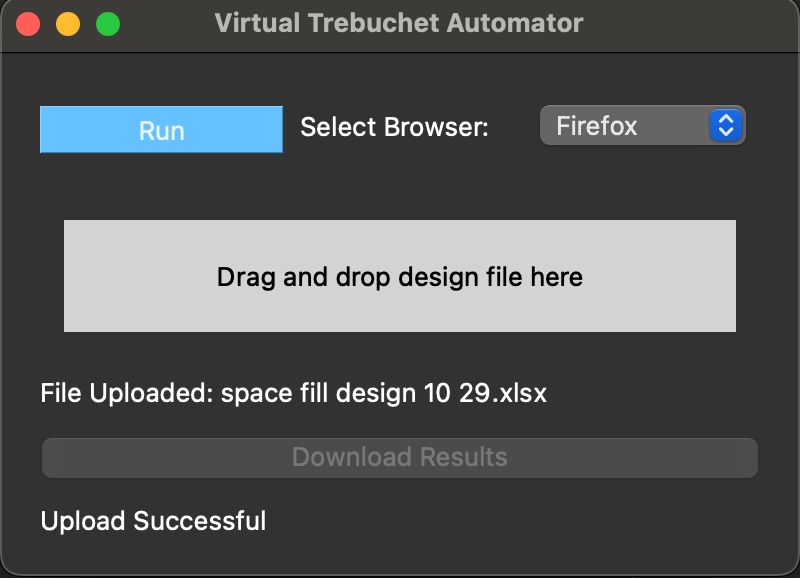 Virtual Trebuchet Automator
Run Select Browser: Firefox
Drag and drop design file here
File Uploaded: space fill design 10 29.xlsx
Download Results
Upload Successful